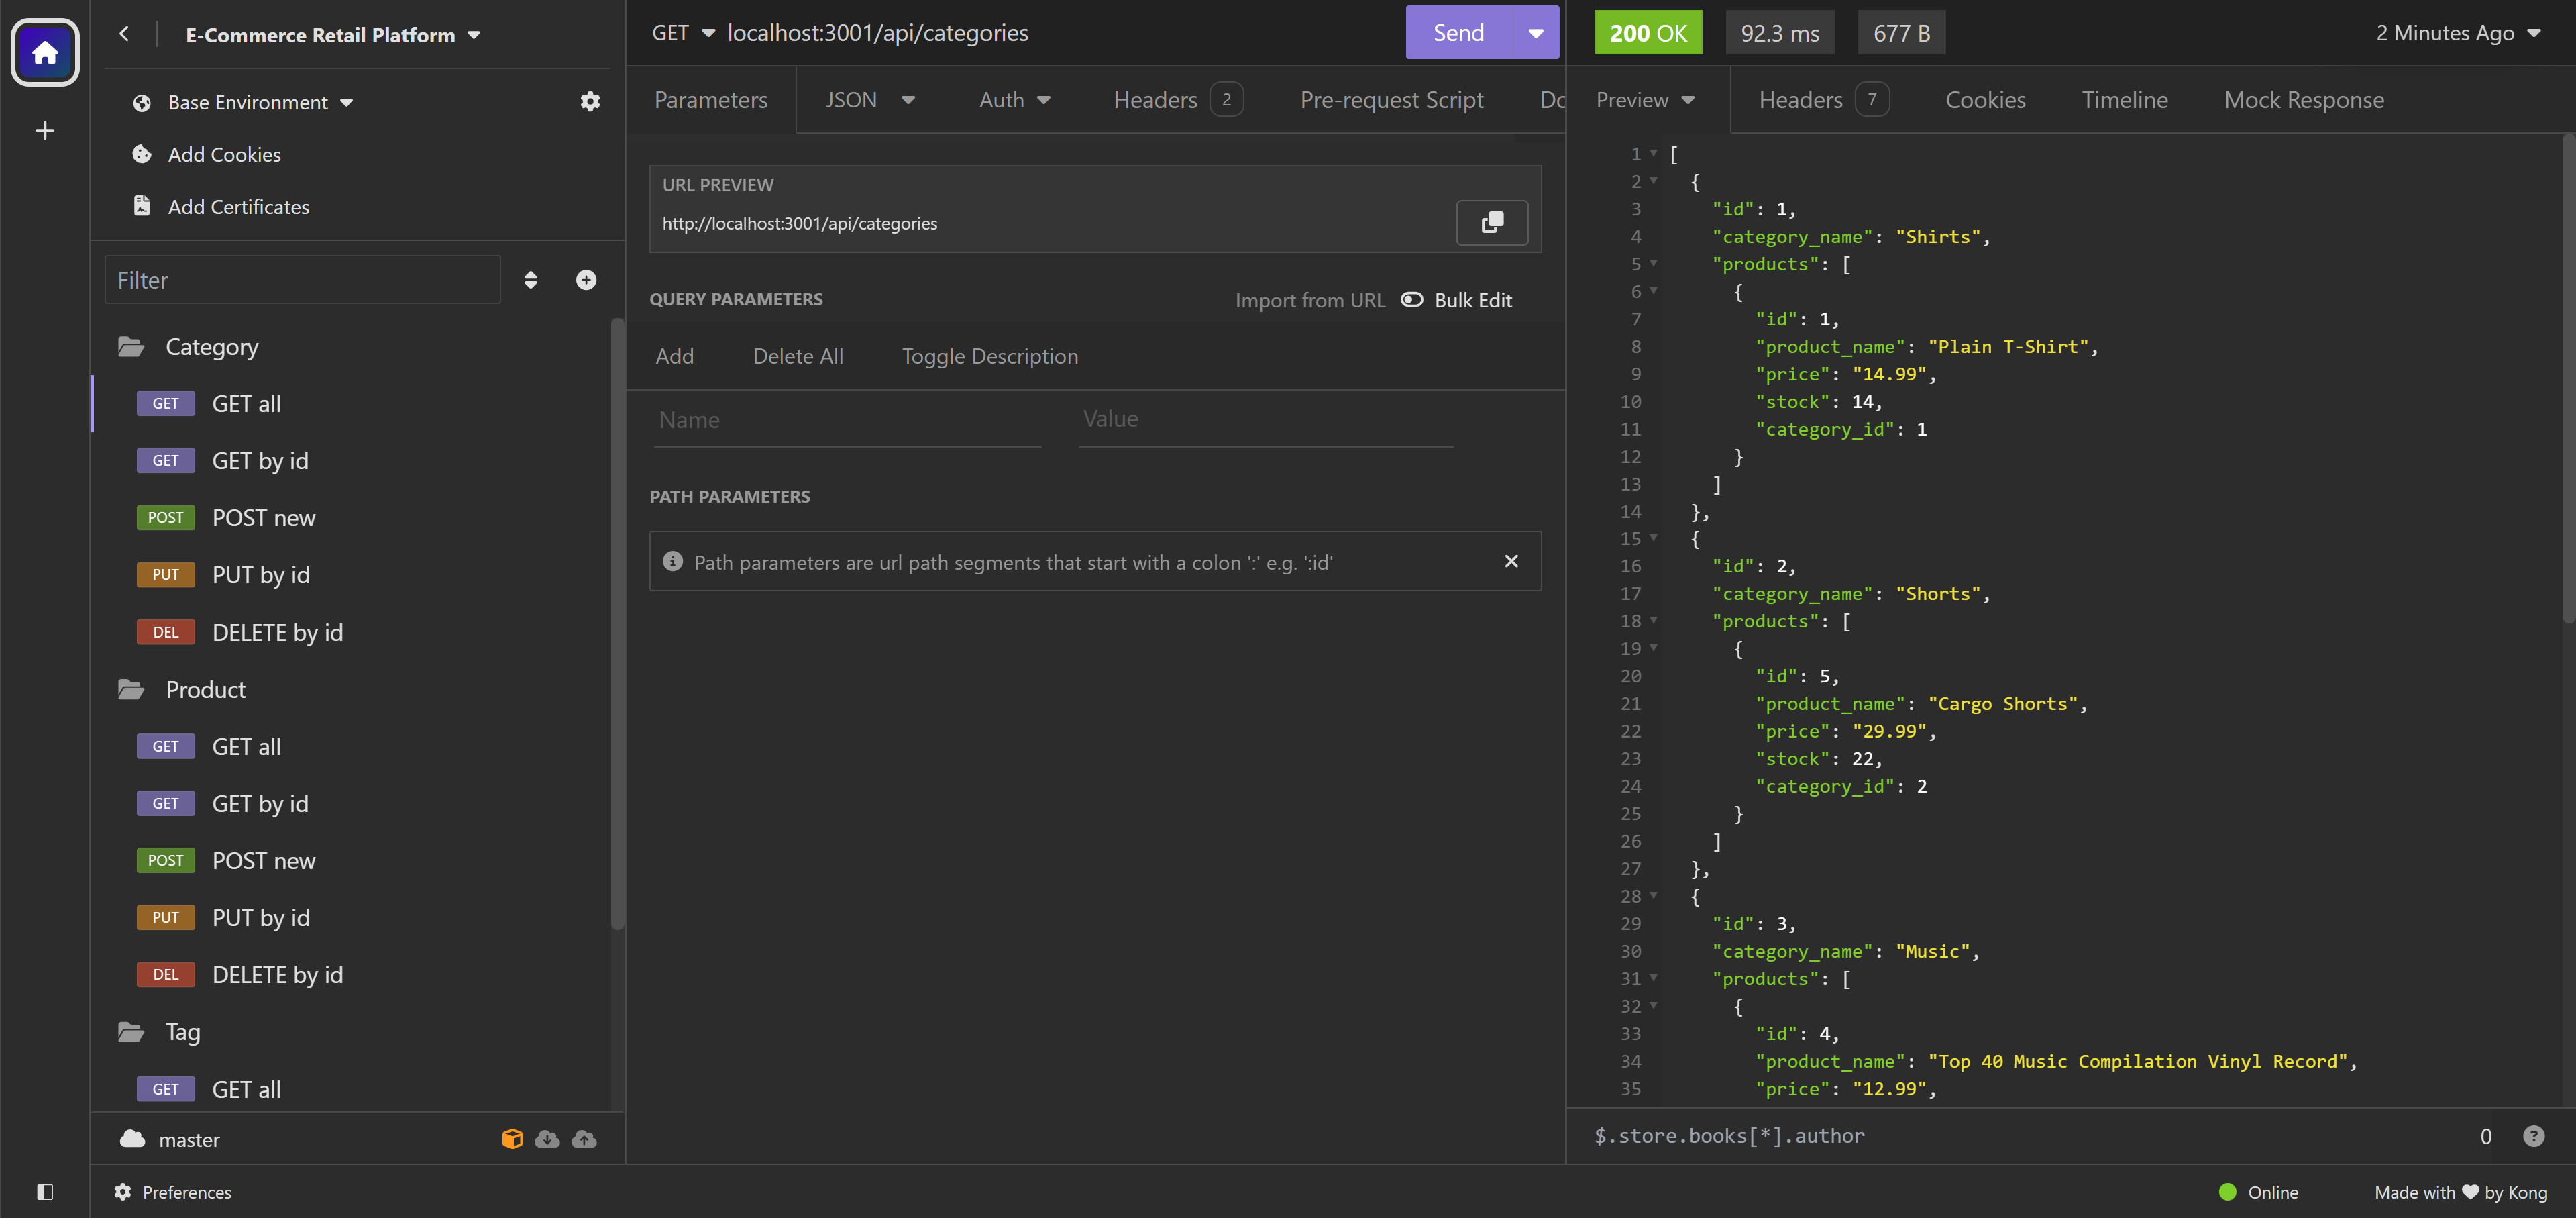 E-Commerce Retail Platform
Base Environment
Add Cookies
Add Certificates
Filter
Category
GET GET all
GET GET by id
POST POST new
PUT PUT by id
DEL DELETE by id
Product
GET GET all
GET GET by id
POST POST new
PUT PUT by id
DEL DELETE by id
Tag
GET GET all
master
Preferences
GET localhost:3001/api/categories
Send
Parameters JSON Auth Headers 2 Pre-request Script Do
URL PREVIEW
http://localhost:3001/api/categories
QUERY PARAMETERS Import from URL Bulk Edit
Add Delete All Toggle Description
Name Value
PATH PARAMETERS
Path parameters are url path segments that start with a colon ':' e.g. ':id'
200 OK 92.3 ms 677 B 2 Minutes Ago
Preview Headers 7 Cookies Timeline Mock Response
1 [
2 {
3 "id": 1,
4 "category_name": "Shirts",
5 "products": [
6 {
7 "id": 1,
8 "product_name": "Plain T-Shirt",
9 "price": "14.99",
10 "stock": 14,
11 "category_id": 1
12 }
13 ]
14 },
15 {
16 "id": 2,
17 "category_name": "Shorts",
18 "products": [
19 {
20 "id": 5,
21 "product_name": "Cargo Shorts",
22 "price": "29.99",
23 "stock": 22,
24 "category_id": 2
25 }
26 ]
27 },
28 {
29 "id": 3,
30 "category_name": "Music",
31 "products": [
32 {
33 "id": 4,
34 "product_name": "Top 40 Music Compilation Vinyl Record",
35 "price": "12.99",
$.store.books[*].author 0
Online Made with by Kong